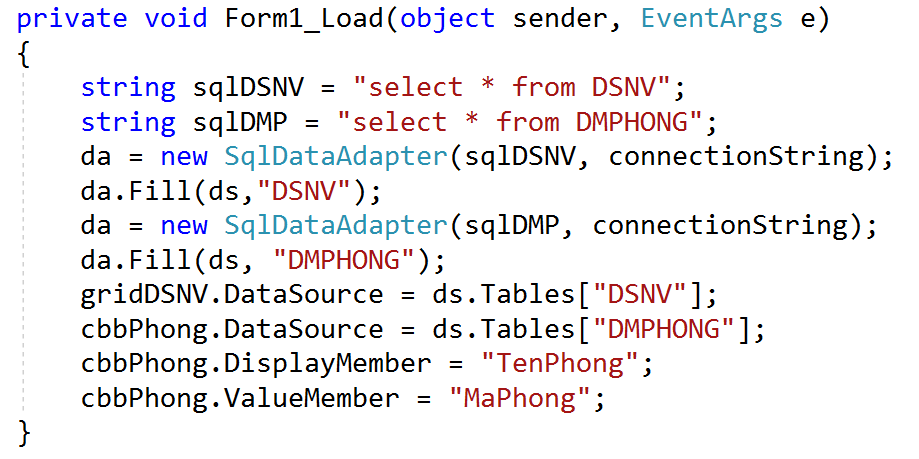 private void Form1_Load(object sender, EventArgs e)
{
    string sqlDSNV = "select * from DSNV";
    string sqlDMP = "select * from DMPHONG";
    da = new SqlDataAdapter(sqlDSNV, connectionString);
    da.Fill(ds,"DSNV");
    da = new SqlDataAdapter(sqlDMP, connectionString);
    da.Fill(ds, "DMPHONG");
    gridDSNV.DataSource = ds.Tables["DSNV"];
    cbbPhong.DataSource = ds.Tables["DMPHONG"];
    cbbPhong.DisplayMember = "TenPhong";
    cbbPhong.ValueMember = "MaPhong";
}